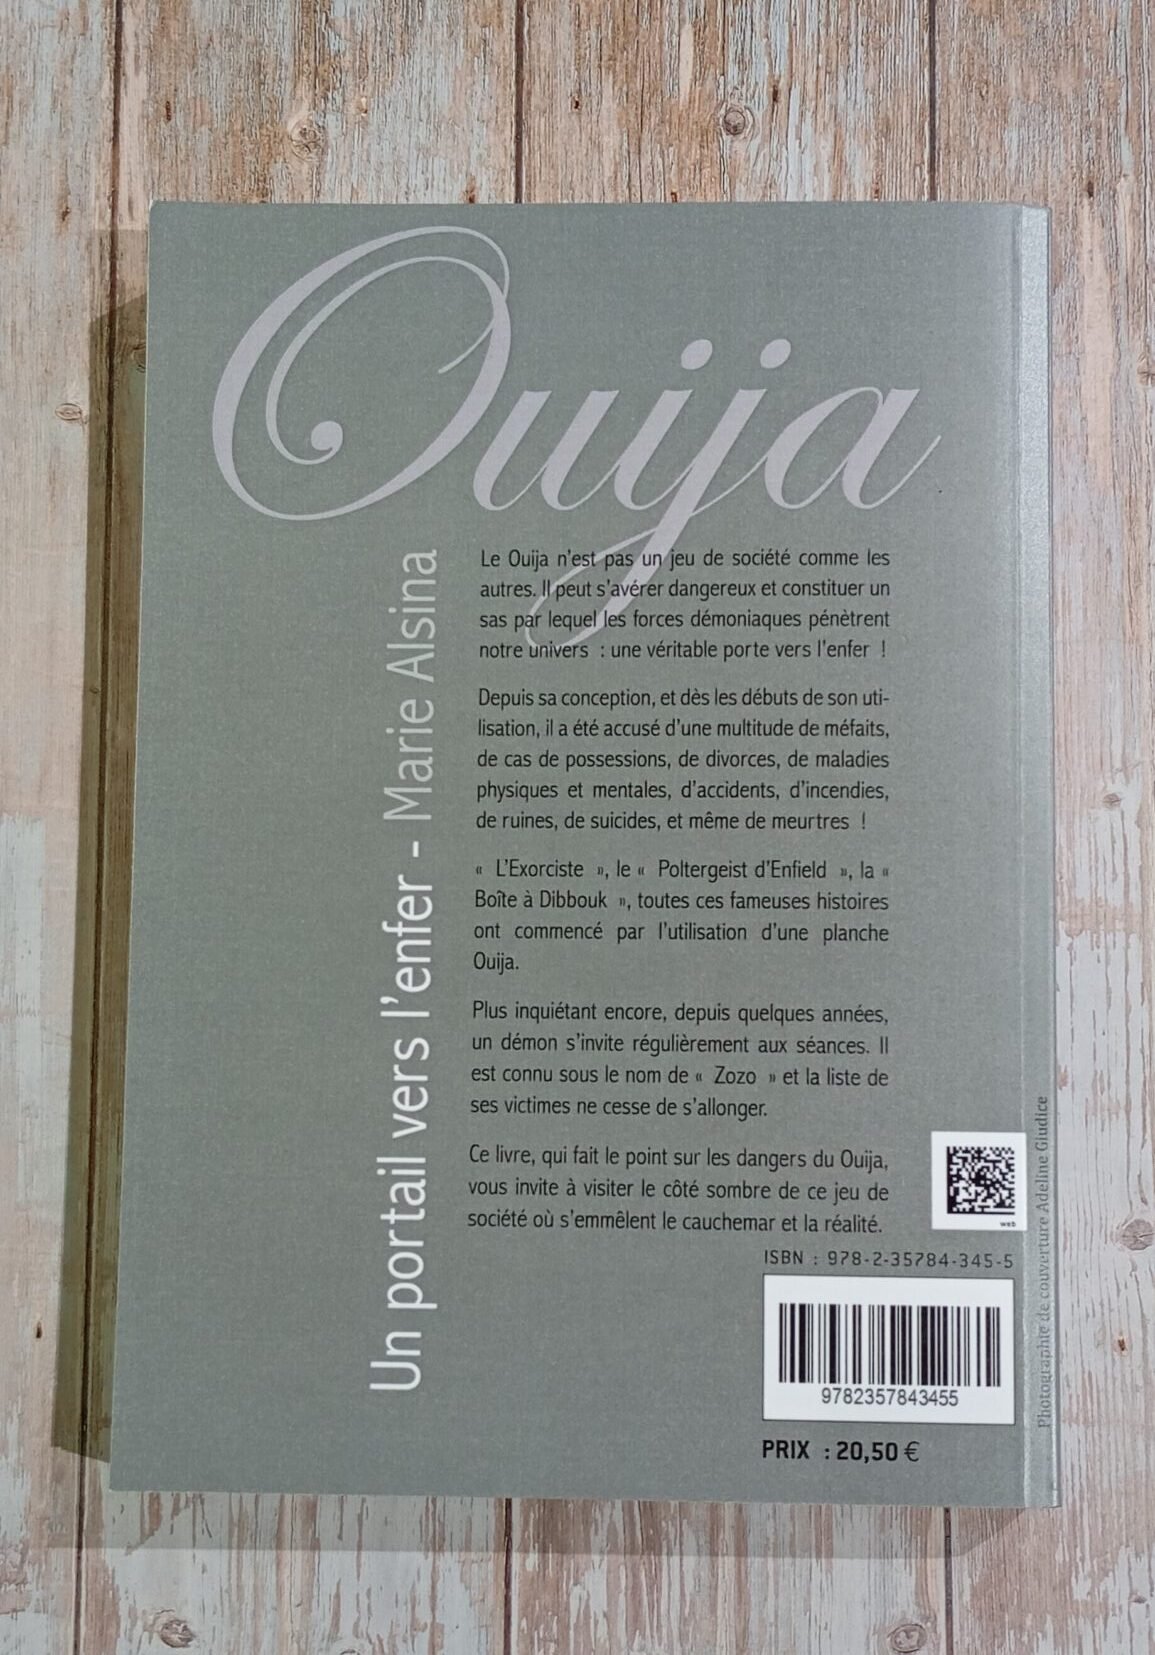 Ouija
Un portail vers l'enfer - Marie Alsina
Le Ouija n'est pas un jeu de société comme les
autres. Il peut s'avérer dangereux et constituer un
sas par lequel les forces démoniaques pénètrent
notre univers : une véritable porte vers l'enfer !
Depuis sa conception, et dès les débuts de son uti-
lisation, il a été accusé d'une multitude de méfaits,
de cas de possessions, de divorces, de maladies
physiques et mentales, d'accidents, d'incendies,
de ruines, de suicides, et même de meurtres !
« L'Exorciste », le « Poltergeist d'Enfield », la «
Boîte à Dibbouk », toutes ces fameuses histoires
ont commencé par l'utilisation d'une planche
Ouija.
Plus inquiétant encore, depuis quelques années,
un démon s'invite régulièrement aux séances. Il
est connu sous le nom de « Zozo » et la liste de
ses victimes ne cesse de s'allonger.
Ce livre, qui fait le point sur les dangers du Ouija,
vous invite à visiter le côté sombre de ce jeu de
société où s'emmêlent le cauchemar et la réalité.
web
ISBN : 978-2-35784-345-5
9782357843455
PRIX : 20,50 €
Photographie de couverture Adeline Giudice